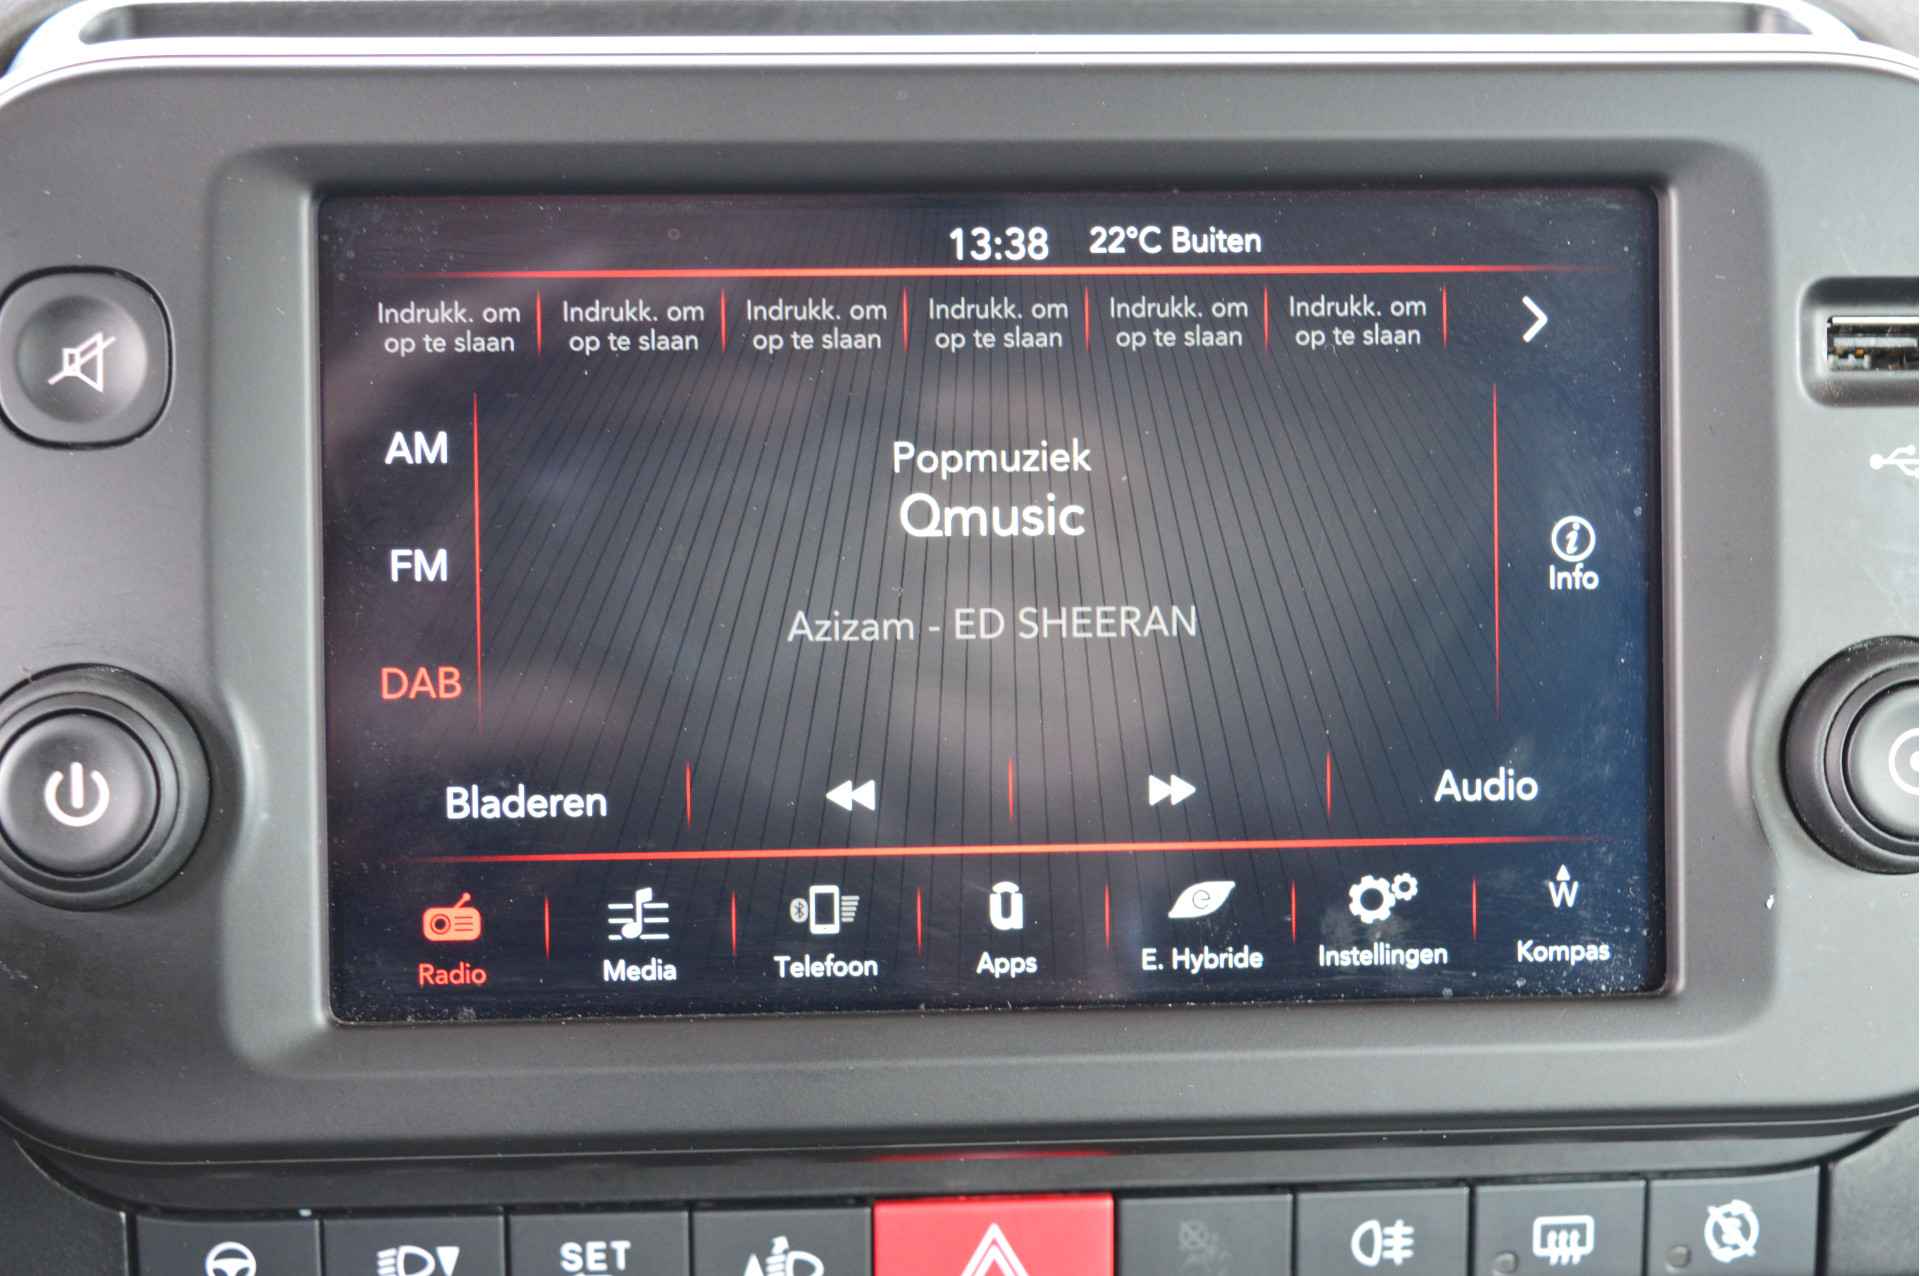 13:38 22°C Buiten
Indrukk. om Indrukk. om Indrukk. om Indrukk. om Indrukk. om Indrukk. om
op te slaan op te slaan op te slaan op te slaan op te slaan op te slaan
AM
Popmuziek
Qmusic
FM
Info
Azizam - ED SHEERAN
DAB
Bladeren Audio
W
Radio Media Telefoon Apps E. Hybride Instellingen Kompas
SET